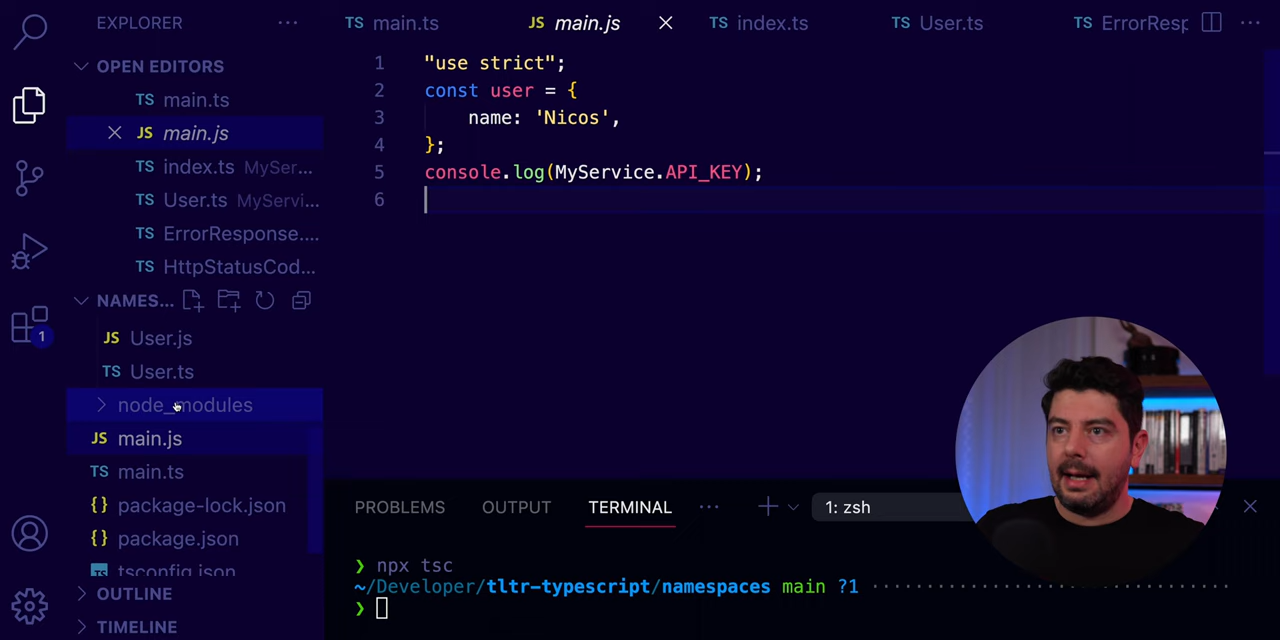 EXPLORER ···
OPEN EDITORS
TS main.ts
JS main.js
TS index.ts MySer...
TS User.ts MyServi...
TS ErrorResponse....
TS HttpStatusCod...
NAMES...
JS User.js
TS User.ts
node_modules
JS main.js
TS main.ts
{} package-lock.json
{} package.json
tsconfig.json
OUTLINE
TIMELINE
1
TS main.ts JS main.js TS index.ts TS User.ts TS ErrorResp ···
1 "use strict";
2 const user = {
3 name: 'Nicos',
4 };
5 console.log(MyService.API_KEY);
6
PROBLEMS OUTPUT TERMINAL ··· 1: zsh
❯ npx tsc
~/Developer/tltr-typescript/namespaces main ?1
❯